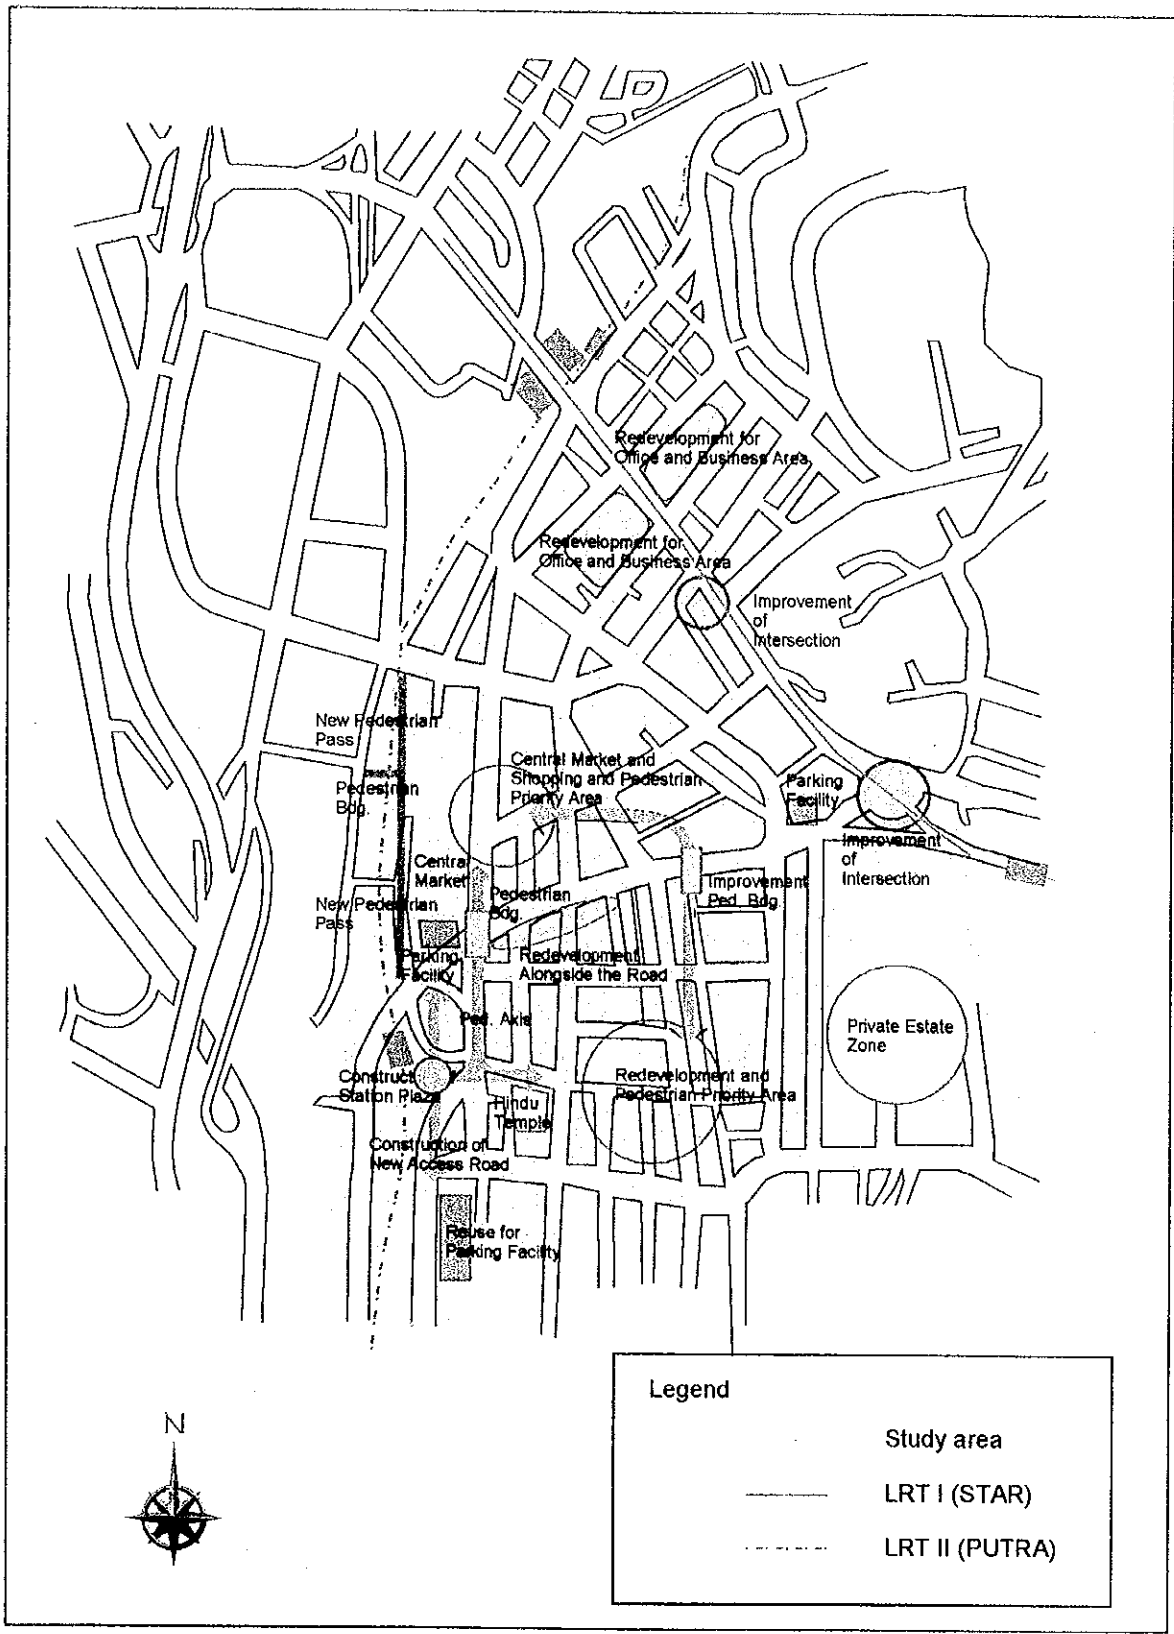 Redevelopment for
Office and Business Area
Redevelopment for
Office and Business Area
Improvement
of
Intersection
New Pedestrian
Pass
Central Market and
Shopping and Pedestrian
Priority Area
Pedestrian
Bdg.
Parking
Facility
Improvement
of
Intersection
Central
Market
Pedestrian
Bdg.
Improvement
Ped. Bdg.
New Pedestrian
Pass
Parking
Facility
Redevelopment
Alongside the Road
Ped. Axis
Private Estate
Zone
Construct
Station Plaza
Redevelopment and
Pedestrian Priority Area
Hindu
Temple
Construction of
New Access Road
Reuse for
Parking Facility
Legend
Study area
LRT I (STAR)
LRT II (PUTRA)
N